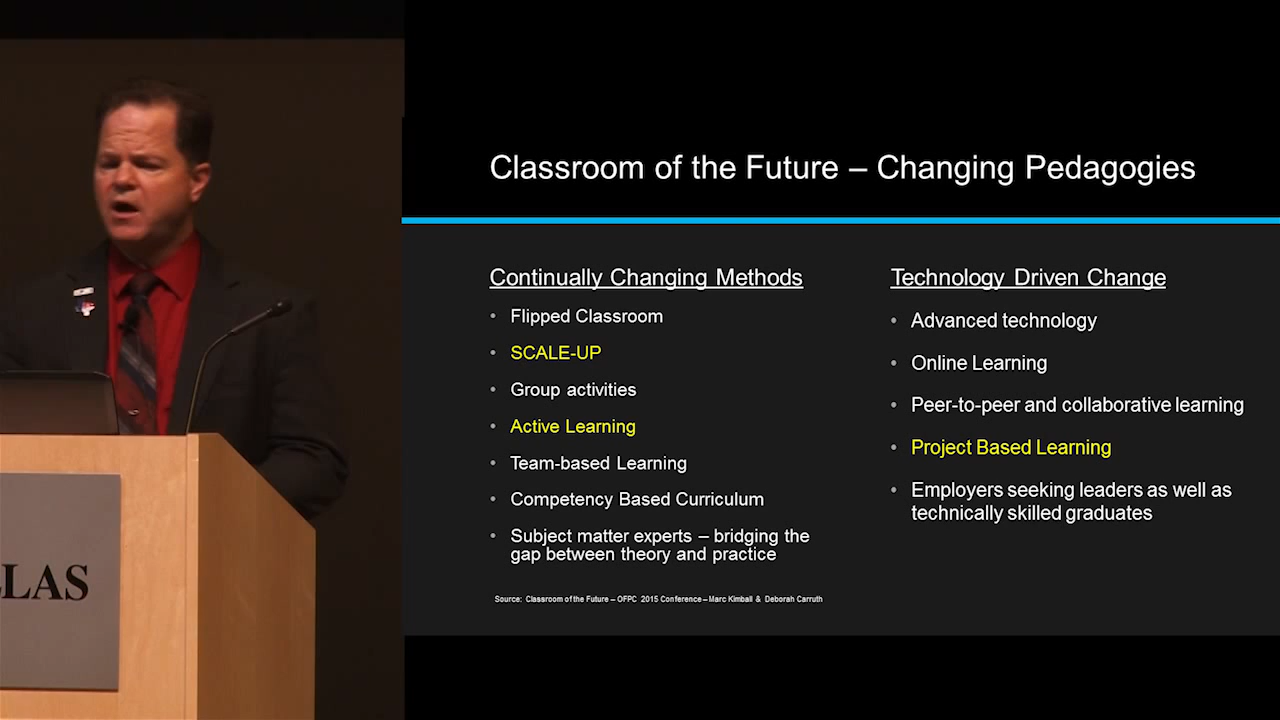 Classroom of the Future – Changing Pedagogies
Continually Changing Methods
• Flipped Classroom
• SCALE-UP
• Group activities
• Active Learning
• Team-based Learning
• Competency Based Curriculum
• Subject matter experts – bridging the
gap between theory and practice
Source: Classroom of the Future – OFPC 2015 Conference – Marc Kimball & Deborah Carruth
Technology Driven Change
• Advanced technology
• Online Learning
• Peer-to-peer and collaborative learning
• Project Based Learning
• Employers seeking leaders as well as
technically skilled graduates
LLAS